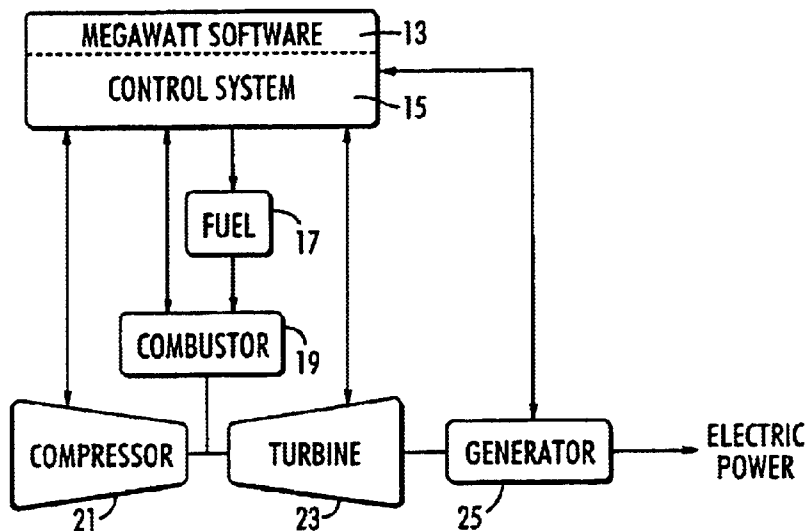 MEGAWATT SOFTWARE 13
CONTROL SYSTEM
15
FUEL
17
COMBUSTOR
19
COMPRESSOR
TURBINE
GENERATOR
ELECTRIC
POWER
21
23
25